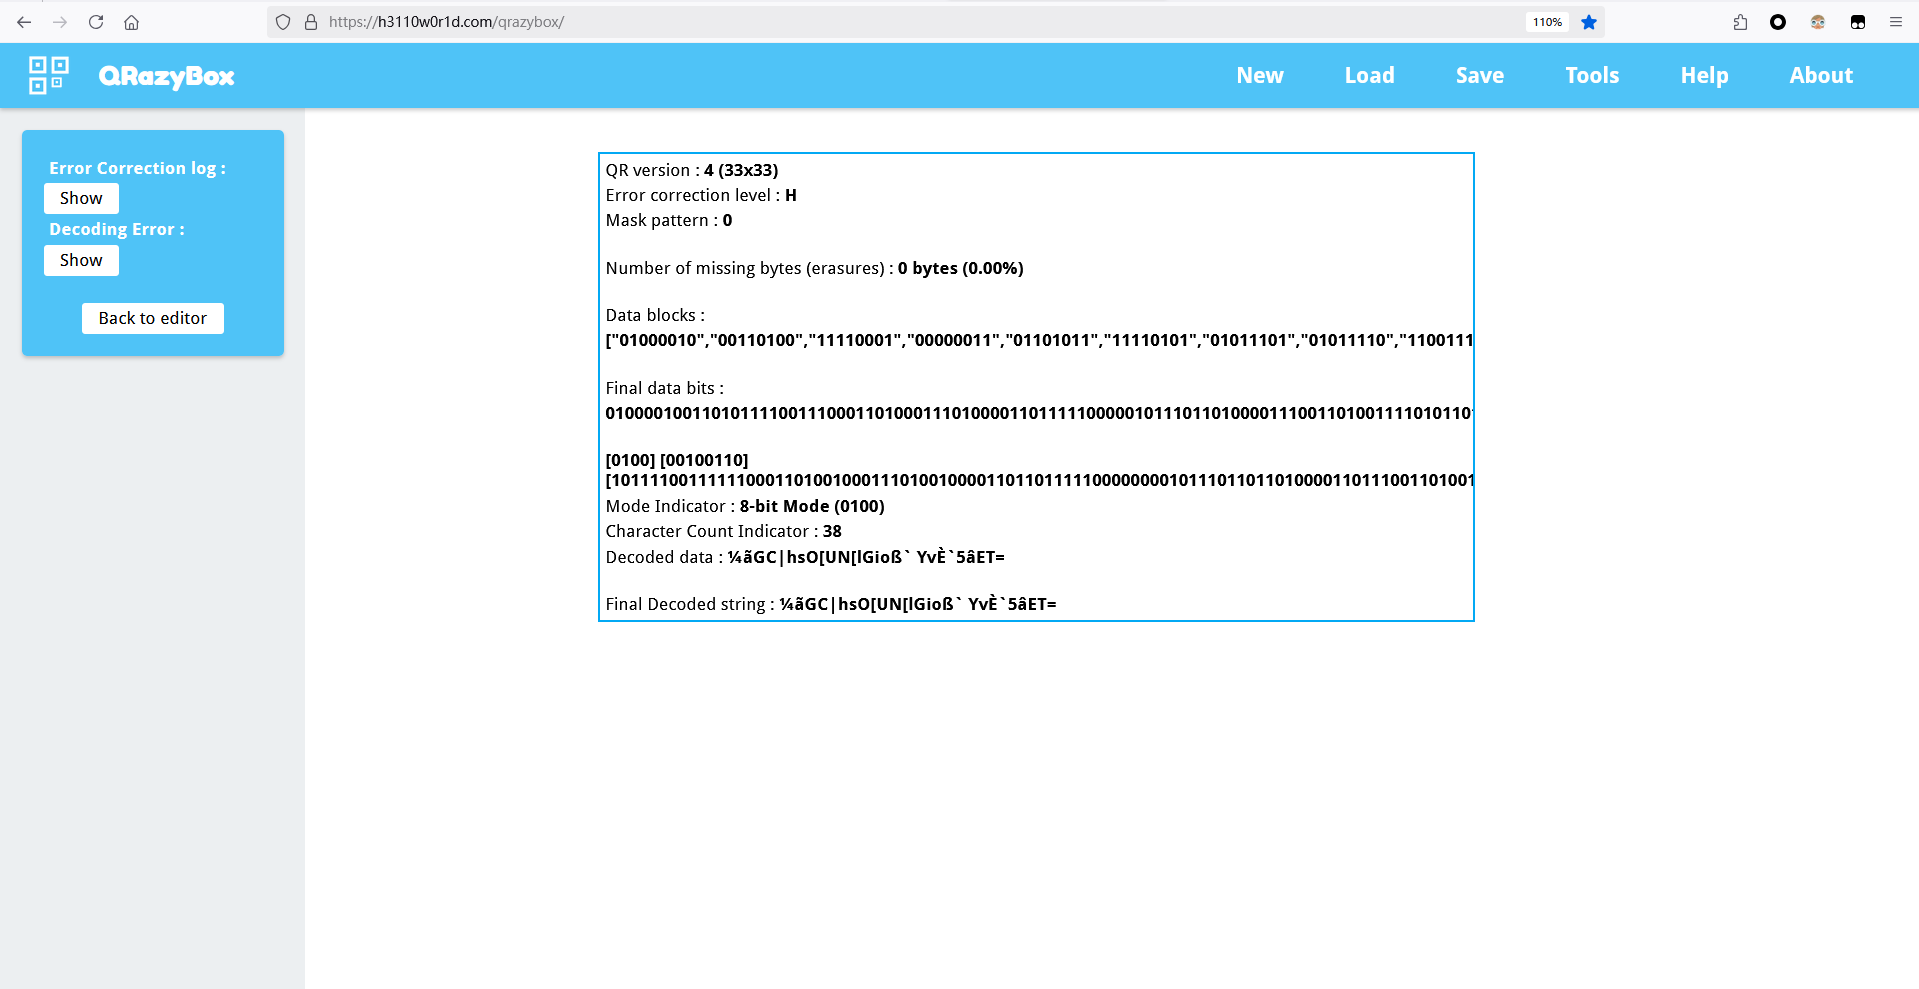 https://h3110w0r1d.com/qrazybox/
110%
QRazyBox
New
Load
Save
Tools
Help
About
Error Correction log :
Show
Decoding Error :
Show
Back to editor
QR version : 4 (33x33)
Error correction level : H
Mask pattern : 0
Number of missing bytes (erasures) : 0 bytes (0.00%)
Data blocks :
["01000010","00110100","11110001","00000011","01101011","11110101","01011101","01011110","1100111
Final data bits :
[0100] [00100110]
Mode Indicator : 8-bit Mode (0100)
Character Count Indicator : 38
Decoded data : ¼ãGC|hsO[UN[lGioß` YvÈ`5âET=
Final Decoded string : ¼ãGC|hsO[UN[lGioß` YvÈ`5âET=